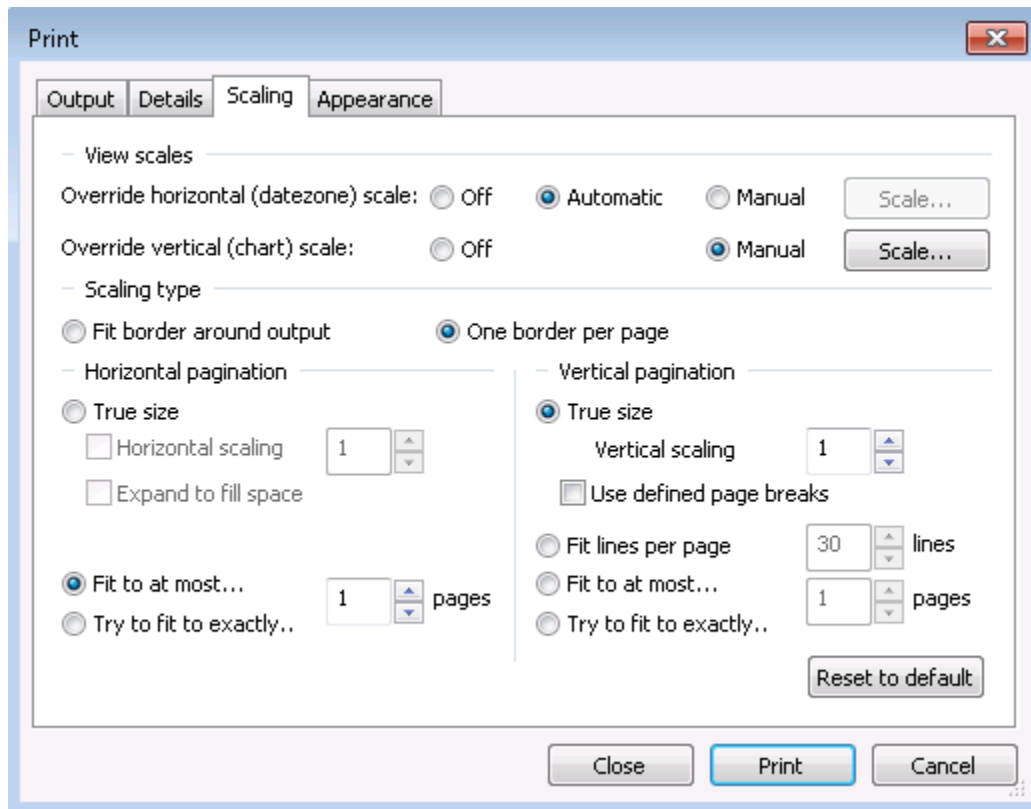 Print
Output Details Scaling Appearance
View scales
Override horizontal (datezone) scale: Off Automatic Manual Scale...
Override vertical (chart) scale: Off Manual Scale...
Scaling type
Fit border around output One border per page
Horizontal pagination
True size
Horizontal scaling 1
Expand to fill space
Fit to at most...
Try to fit to exactly..
1 pages
Vertical pagination
True size
Vertical scaling 1
Use defined page breaks
Fit lines per page 30 lines
Fit to at most...
Try to fit to exactly..
1 pages
Reset to default
Close Print Cancel